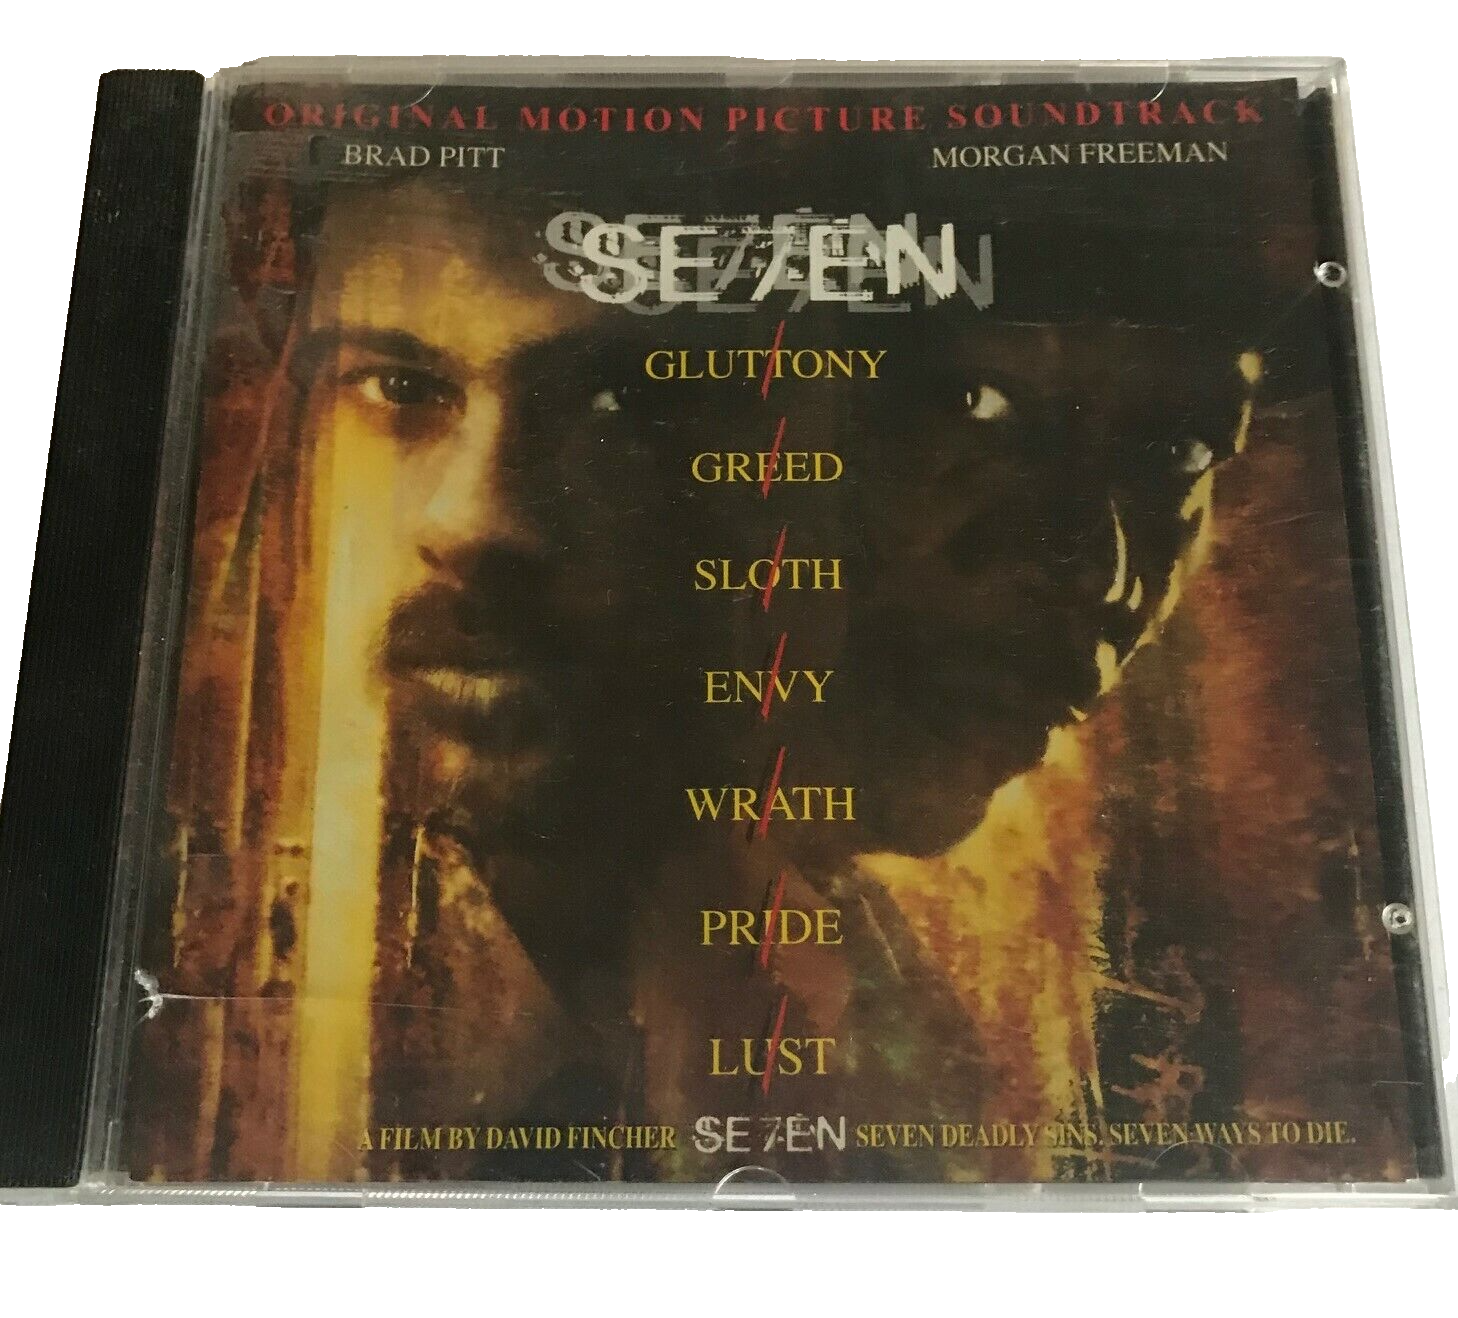 ORIGINAL MOTION PICTURE SOUNDTRACK
BRAD PITT MORGAN FREEMAN
SE7EN
GLUTTONY
GREED
SLOTH
ENVY
WRATH
PRIDE
LUST
A FILM BY DAVID FINCHER SE7EN SEVEN DEADLY SINS. SEVEN WAYS TO DIE.